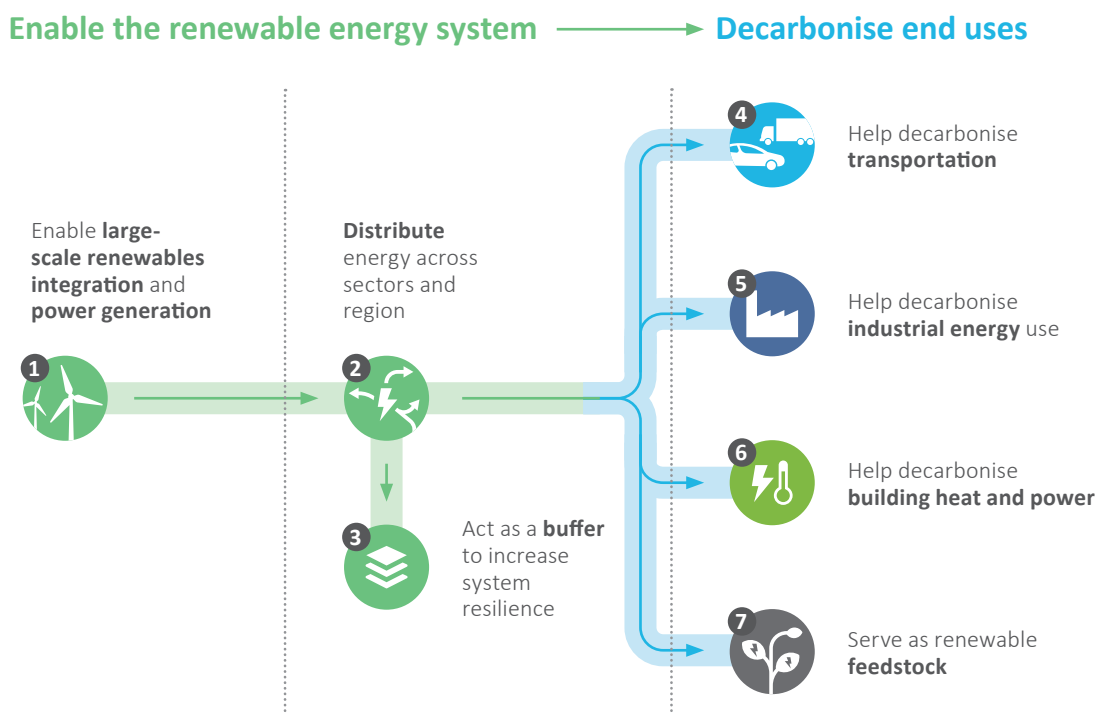 Enable the renewable energy system
Decarbonise end uses
1
Enable large-
scale renewables
integration and
power generation
2
Distribute
energy across
sectors and
region
3
Act as a buffer
to increase
system
resilience
4
Help decarbonise
transportation
5
Help decarbonise
industrial energy use
6
Help decarbonise
building heat and power
7
Serve as renewable
feedstock